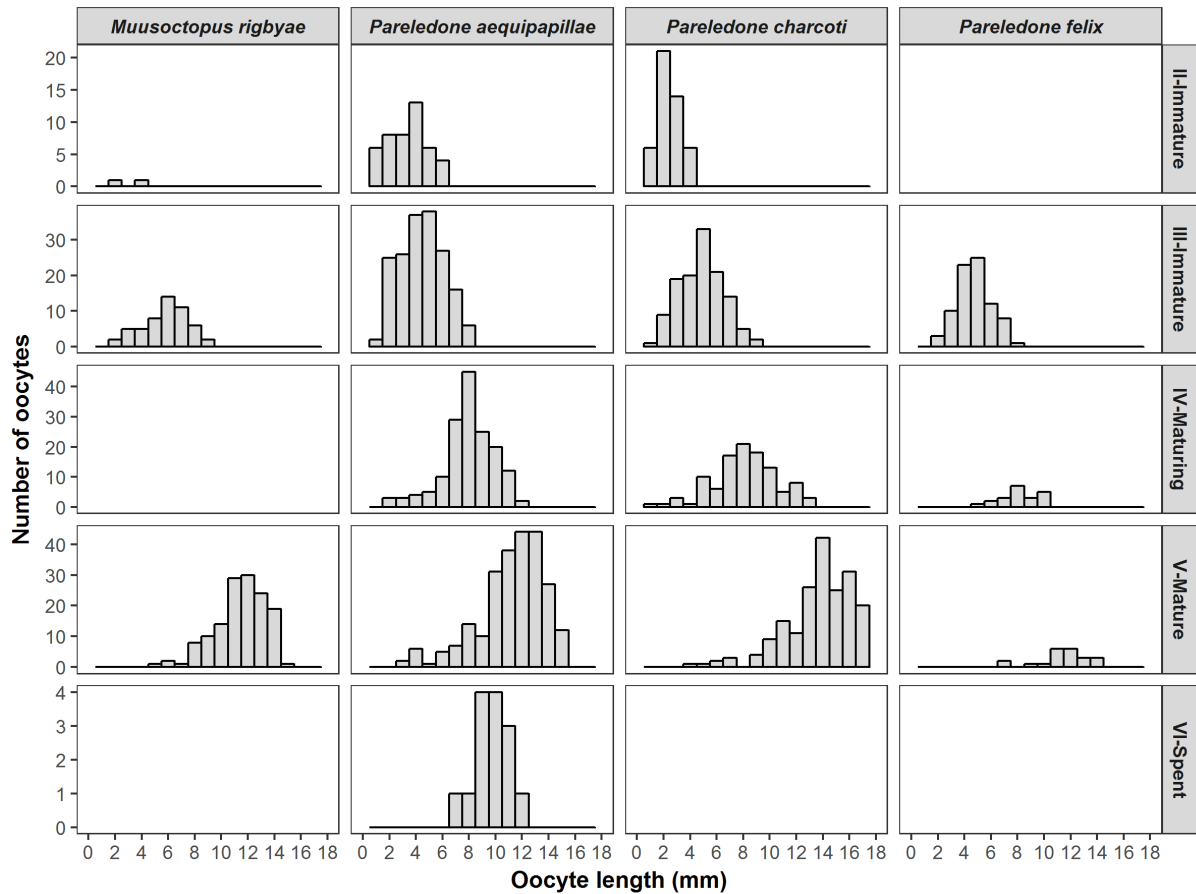 Muusoctopus rigbyae Pareledone aequipapillae Pareledone charcoti Pareledone felix
20
15
10
5
0
II-Immature
30
20
10
0
III-Immature
40
30
20
10
0
IV-Maturing
40
30
20
10
0
V-Mature
4
3
2
1
0
VI-Spent
Number of oocytes
0 2 4 6 8 10 12 14 16 18 0 2 4 6 8 10 12 14 16 18 0 2 4 6 8 10 12 14 16 18 0 2 4 6 8 10 12 14 16 18
Oocyte length (mm)